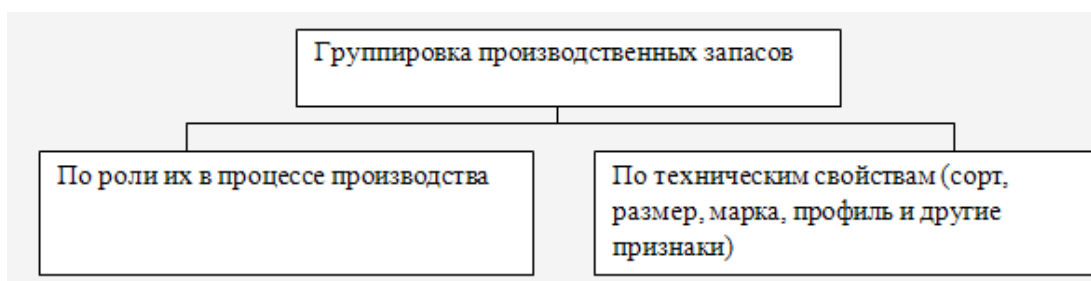 Группировка производственных запасов
По роли их в процессе производства
По техническим свойствам (сорт,
размер, марка, профиль и другие
признаки)